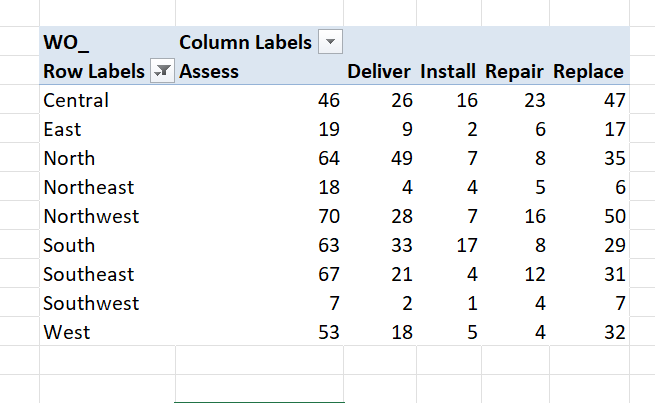 WO_ Column Labels
Row Labels Assess Deliver Install Repair Replace
Central 46 26 16 23 47
East 19 9 2 6 17
North 64 49 7 8 35
Northeast 18 4 4 5 6
Northwest 70 28 7 16 50
South 63 33 17 8 29
Southeast 67 21 4 12 31
Southwest 7 2 1 4 7
West 53 18 5 4 32